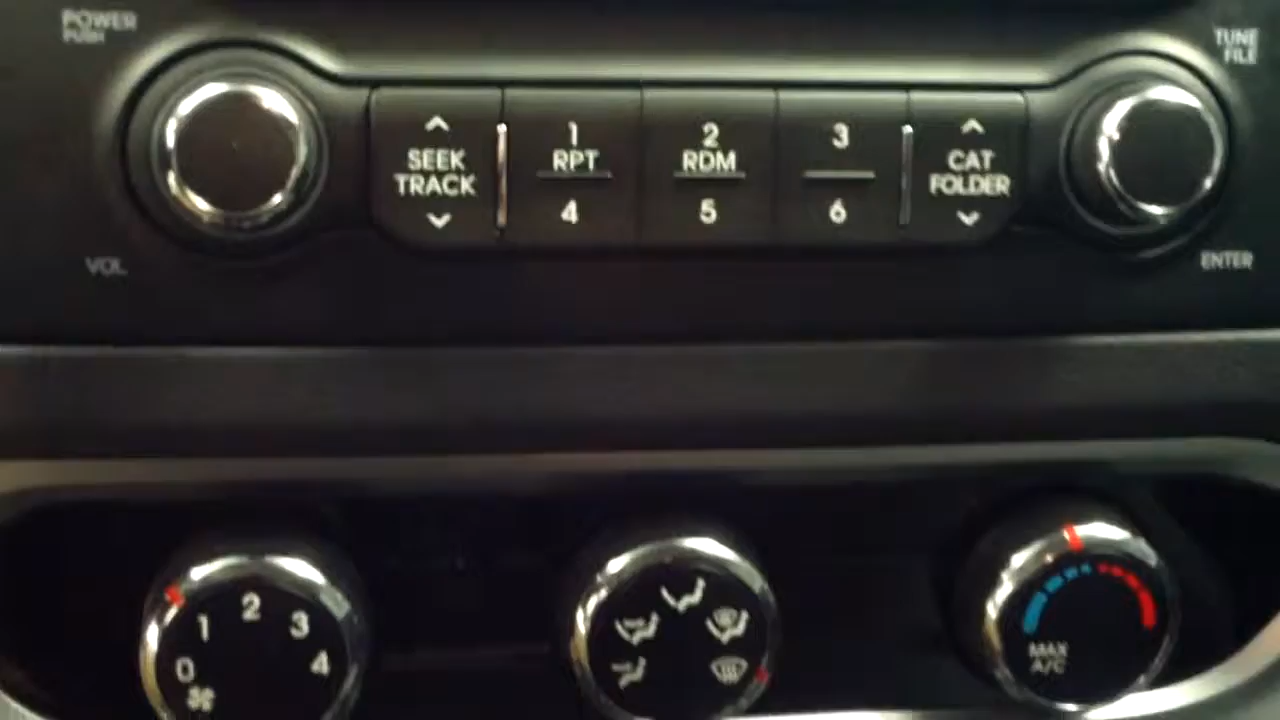 POWER
PUSH
TUNE
FILE
SEEK
TRACK
1
RPT
4
2
RDM
5
3
6
CAT
FOLDER
VOL
ENTER
0
1
2
3
4
MAX
A/C